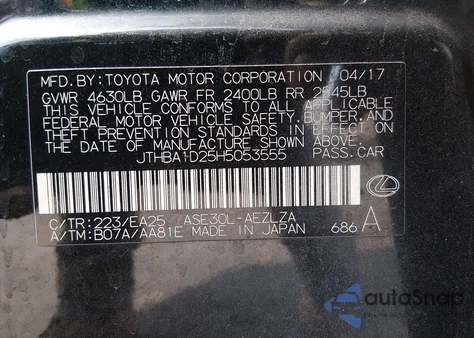 MFD.BY: TOYOTA MOTOR CORPORATION 04/17
GVWR 4630LB GAWR FR 2400LB RR 2545LB
THIS VEHICLE CONFORMS TO ALL APPLICABLE
FEDERAL MOTOR VEHICLE SAFETY, BUMPER, AND
THEFT PREVENTION STANDARDS IN EFFECT ON
THE DATE OF MANUFACTURE SHOWN ABOVE.
JTHBA1D25H5053555 PASS.CAR
C/TR:223/EA25 ASE30L-AEZLZA
A/TM:B07A/AA81E MADE IN JAPAN 686 A
autoSnap